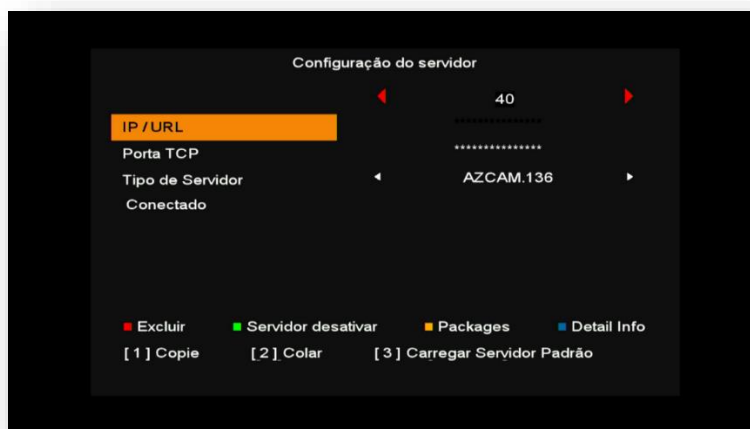 Configuração do servidor
40
IP / URL ***************
Porta TCP ***************
Tipo de Servidor AZCAM.136
Conectado
Excluir Servidor desativar Packages Detail Info
[ 1 ] Copie [ 2 ] Colar [ 3 ] Carregar Servidor Padrão